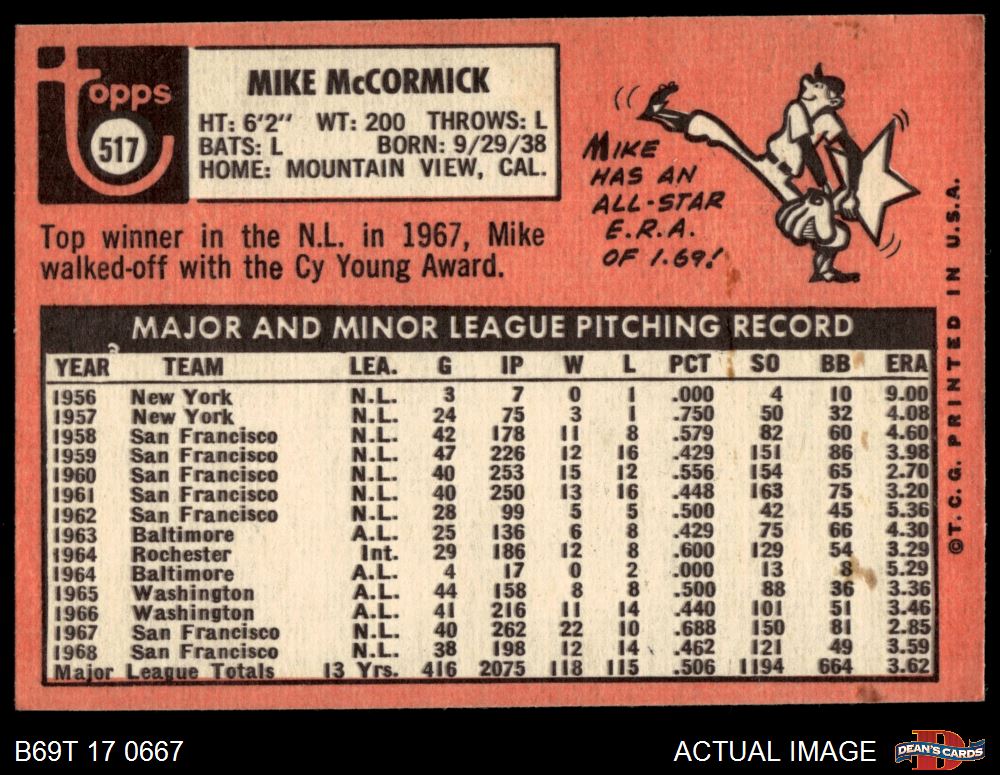 Topps
517
MIKE McCORMICK
HT: 6'2" WT: 200 THROWS: L
BATS: L BORN: 9/29/38
HOME: MOUNTAIN VIEW, CAL.
MIKE
HAS AN
ALL-STAR
E.R.A.
OF 1.69!
Top winner in the N.L. in 1967, Mike
walked-off with the Cy Young Award.
MAJOR AND MINOR LEAGUE PITCHING RECORD
YEAR TEAM LEA. G IP W L PCT SO BB ERA
1956 New York N.L. 3 7 0 1 .000 4 10 9.00
1957 New York N.L. 24 75 3 1 .750 50 32 4.08
1958 San Francisco N.L. 42 178 11 8 .579 82 60 4.60
1959 San Francisco N.L. 47 226 12 16 .429 151 86 3.98
1960 San Francisco N.L. 40 253 15 12 .556 154 65 2.70
1961 San Francisco N.L. 40 250 13 16 .448 163 75 3.20
1962 San Francisco N.L. 28 99 5 5 .500 42 45 5.36
1963 Baltimore A.L. 25 136 6 8 .429 75 66 4.30
1964 Rochester Int. 29 186 12 8 .600 129 54 3.29
1964 Baltimore A.L. 4 17 0 2 .000 13 8 5.29
1965 Washington A.L. 44 158 8 8 .500 88 36 3.36
1966 Washington A.L. 41 216 11 14 .440 101 51 3.46
1967 San Francisco N.L. 40 262 22 10 .688 150 81 2.85
1968 San Francisco N.L. 38 198 12 14 .462 121 49 3.59
Major League Totals 13 Yrs. 416 2075 118 115 .506 1194 664 3.62
©T.C.G. PRINTED IN U.S.A.
B69T 17 0667
ACTUAL IMAGE
DEAN'S CARDS